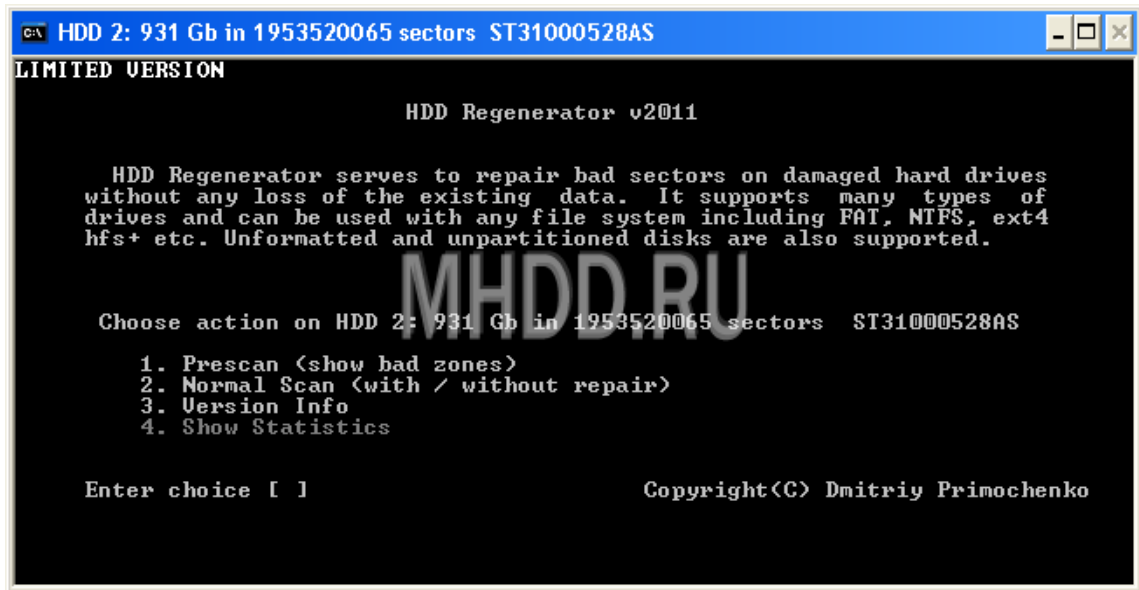 HDD 2: 931 Gb in 1953520065 sectors ST31000528AS
LIMITED VERSION
HDD Regenerator v2011
HDD Regenerator serves to repair bad sectors on damaged hard drives
without any loss of the existing data. It supports many types of
drives and can be used with any file system including FAT, NTFS, ext4
hfs+ etc. Unformatted and unpartitioned disks are also supported.
MHDD.RU
Choose action on HDD 2: 931 Gb in 1953520065 sectors ST31000528AS
1. Prescan (show bad zones)
2. Normal Scan (with / without repair)
3. Version Info
4. Show Statistics
Enter choice [ ]
Copyright(C) Dmitriy Primochenko